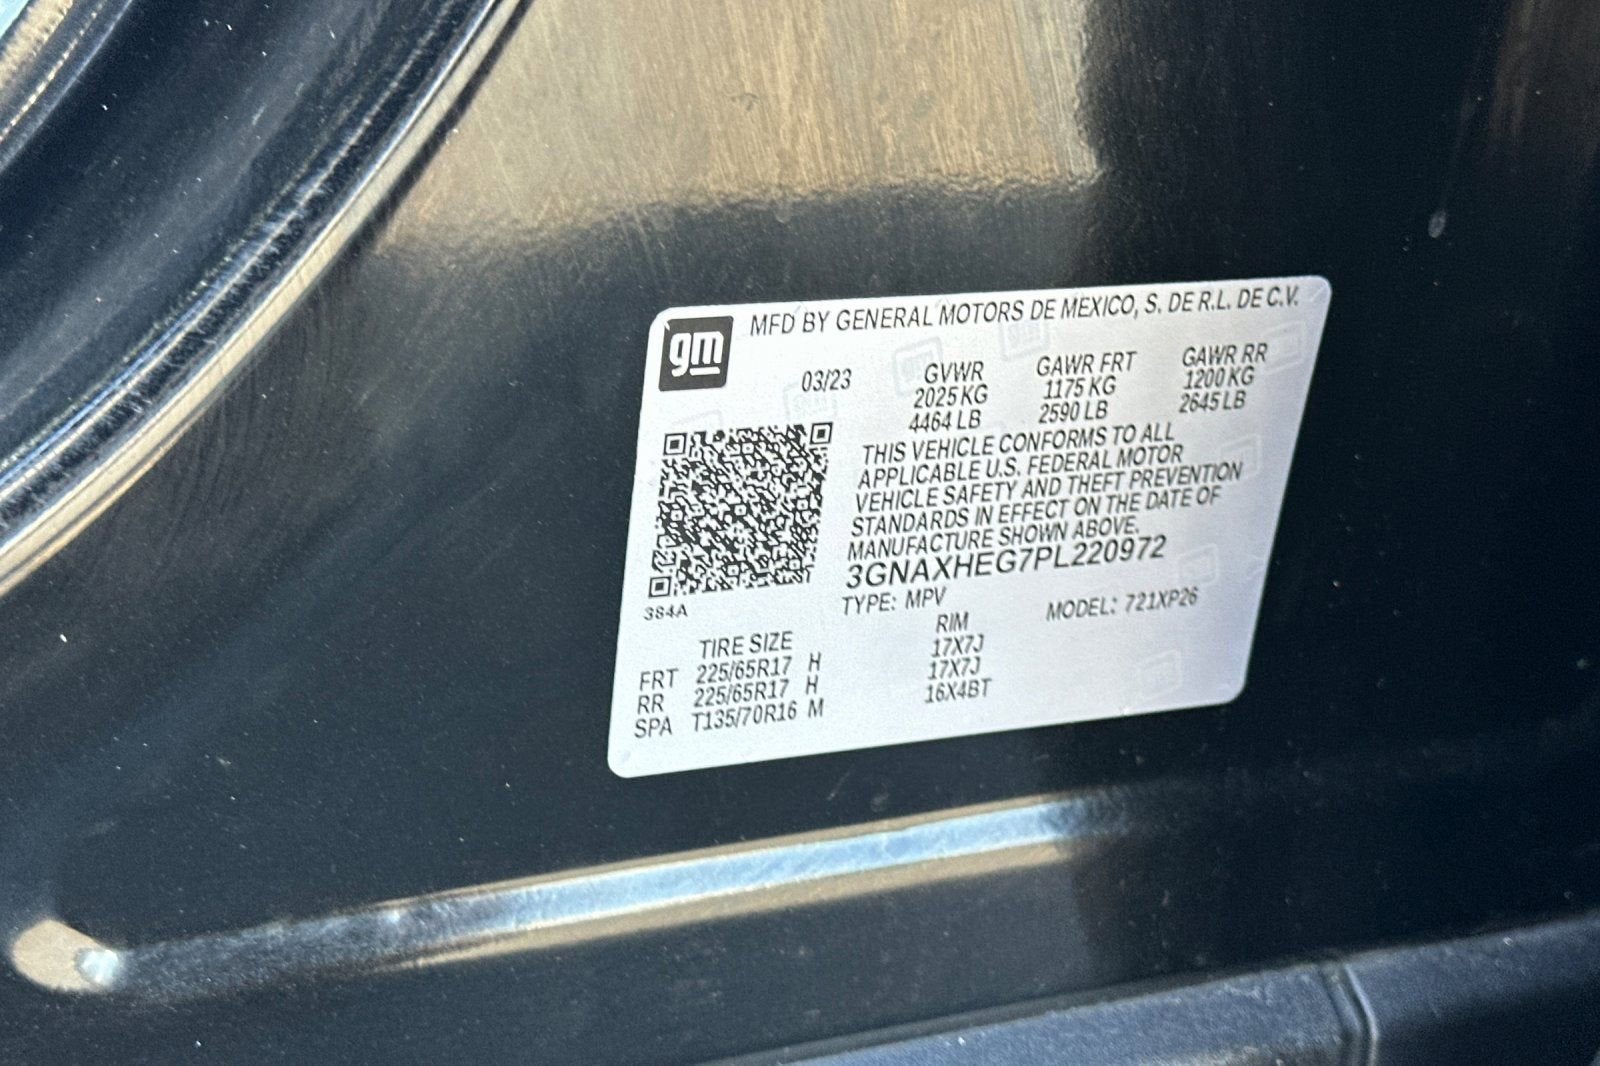 gm
MFD BY GENERAL MOTORS DE MEXICO, S. DE R.L. DE C.V.
03/23 GVWR GAWR FRT GAWR RR
2025 KG 1175 KG 1200 KG
4464 LB 2590 LB 2645 LB
THIS VEHICLE CONFORMS TO ALL
APPLICABLE U.S. FEDERAL MOTOR
VEHICLE SAFETY AND THEFT PREVENTION
STANDARDS IN EFFECT ON THE DATE OF
MANUFACTURE SHOWN ABOVE.
3GNAXHEG7PL220972
384A
TYPE: MPV MODEL: 721XP26
TIRE SIZE RIM
FRT 225/65R17 H 17X7J
RR 225/65R17 H 17X7J
SPA T135/70R16 M 16X4BT